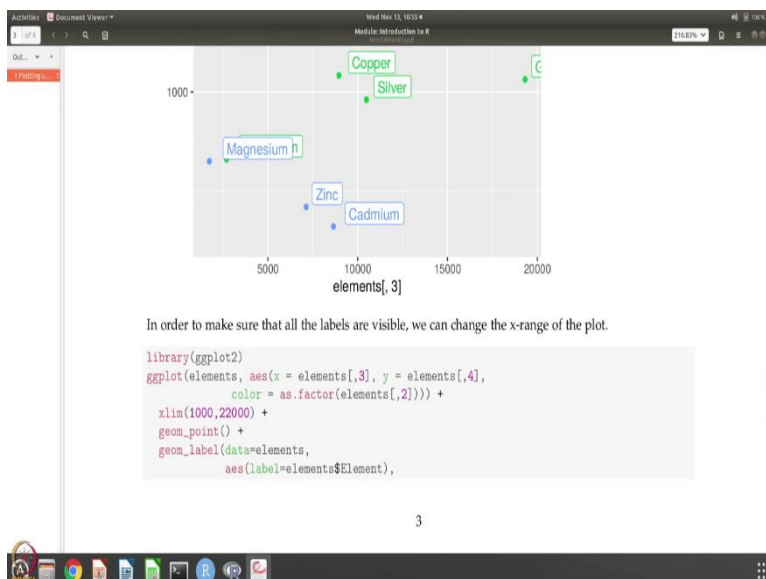 Activities Document Viewer Wed Nov 13, 10:55 100%
3 of 4 Module: Introduction to R 216.83%
Out...
1 Plotting u... 1
Copper
G
1000
Silver
Magnesium n
Zinc
Cadmium
5000 10000 15000 20000
elements[, 3]
In order to make sure that all the labels are visible, we can change the x-range of the plot.
library(ggplot2)
ggplot(elements, aes(x = elements[,3], y = elements[,4],
color = as.factor(elements[,2]))) +
xlim(1000,22000) +
geom_point() +
geom_label(data=elements,
aes(label=elements$Element),
3